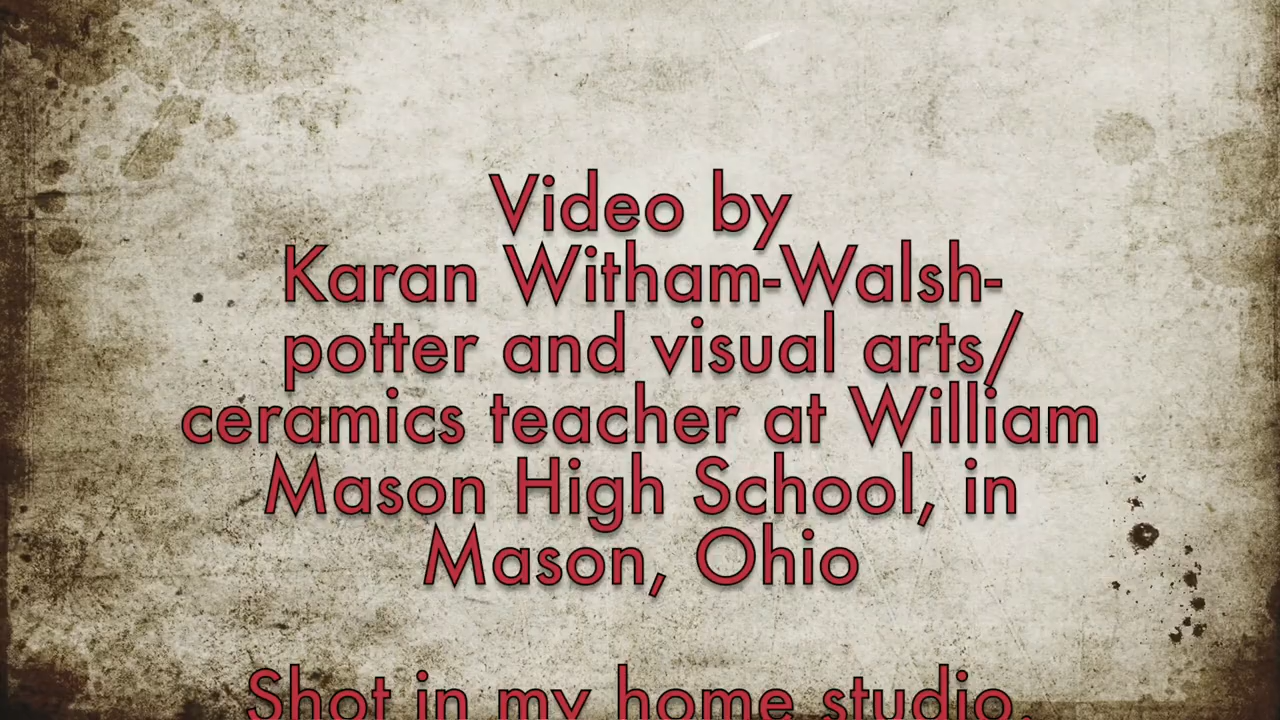 Video by
Karan Witham-Walsh-
potter and visual arts/
ceramics teacher at William
Mason High School, in
Mason, Ohio
Shot in my home studio.